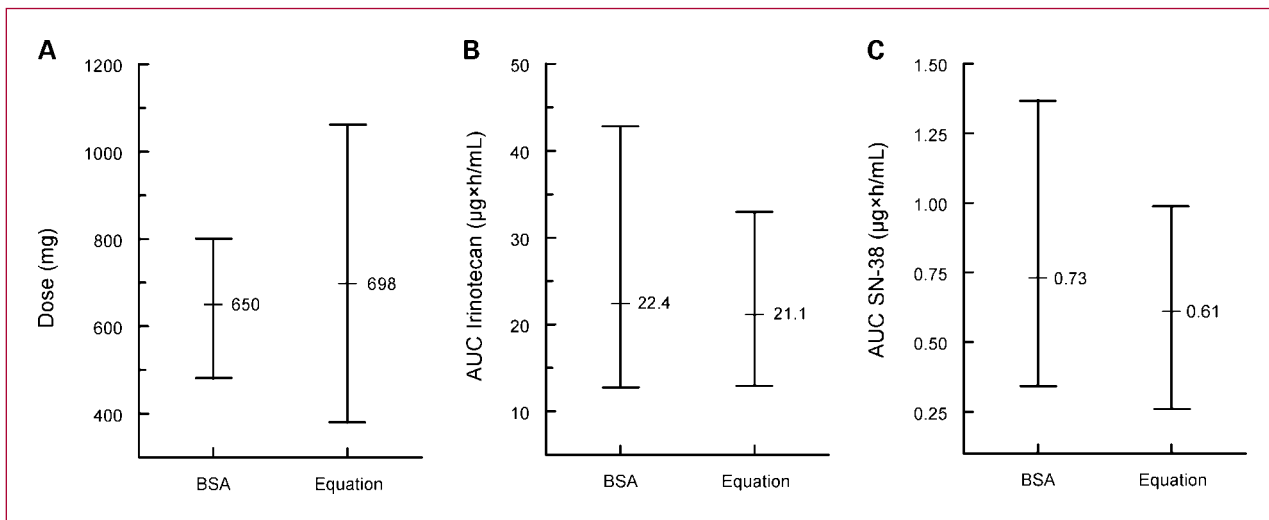 A
Dose (mg)
1200
1000
800
600
400
650
698
BSA
Equation
B
AUC Irinotecan (µg×h/mL)
50
40
30
20
10
22.4
21.1
BSA
Equation
C
AUC SN-38 (µg×h/mL)
1.50
1.25
1.00
0.75
0.50
0.25
0.73
0.61
BSA
Equation